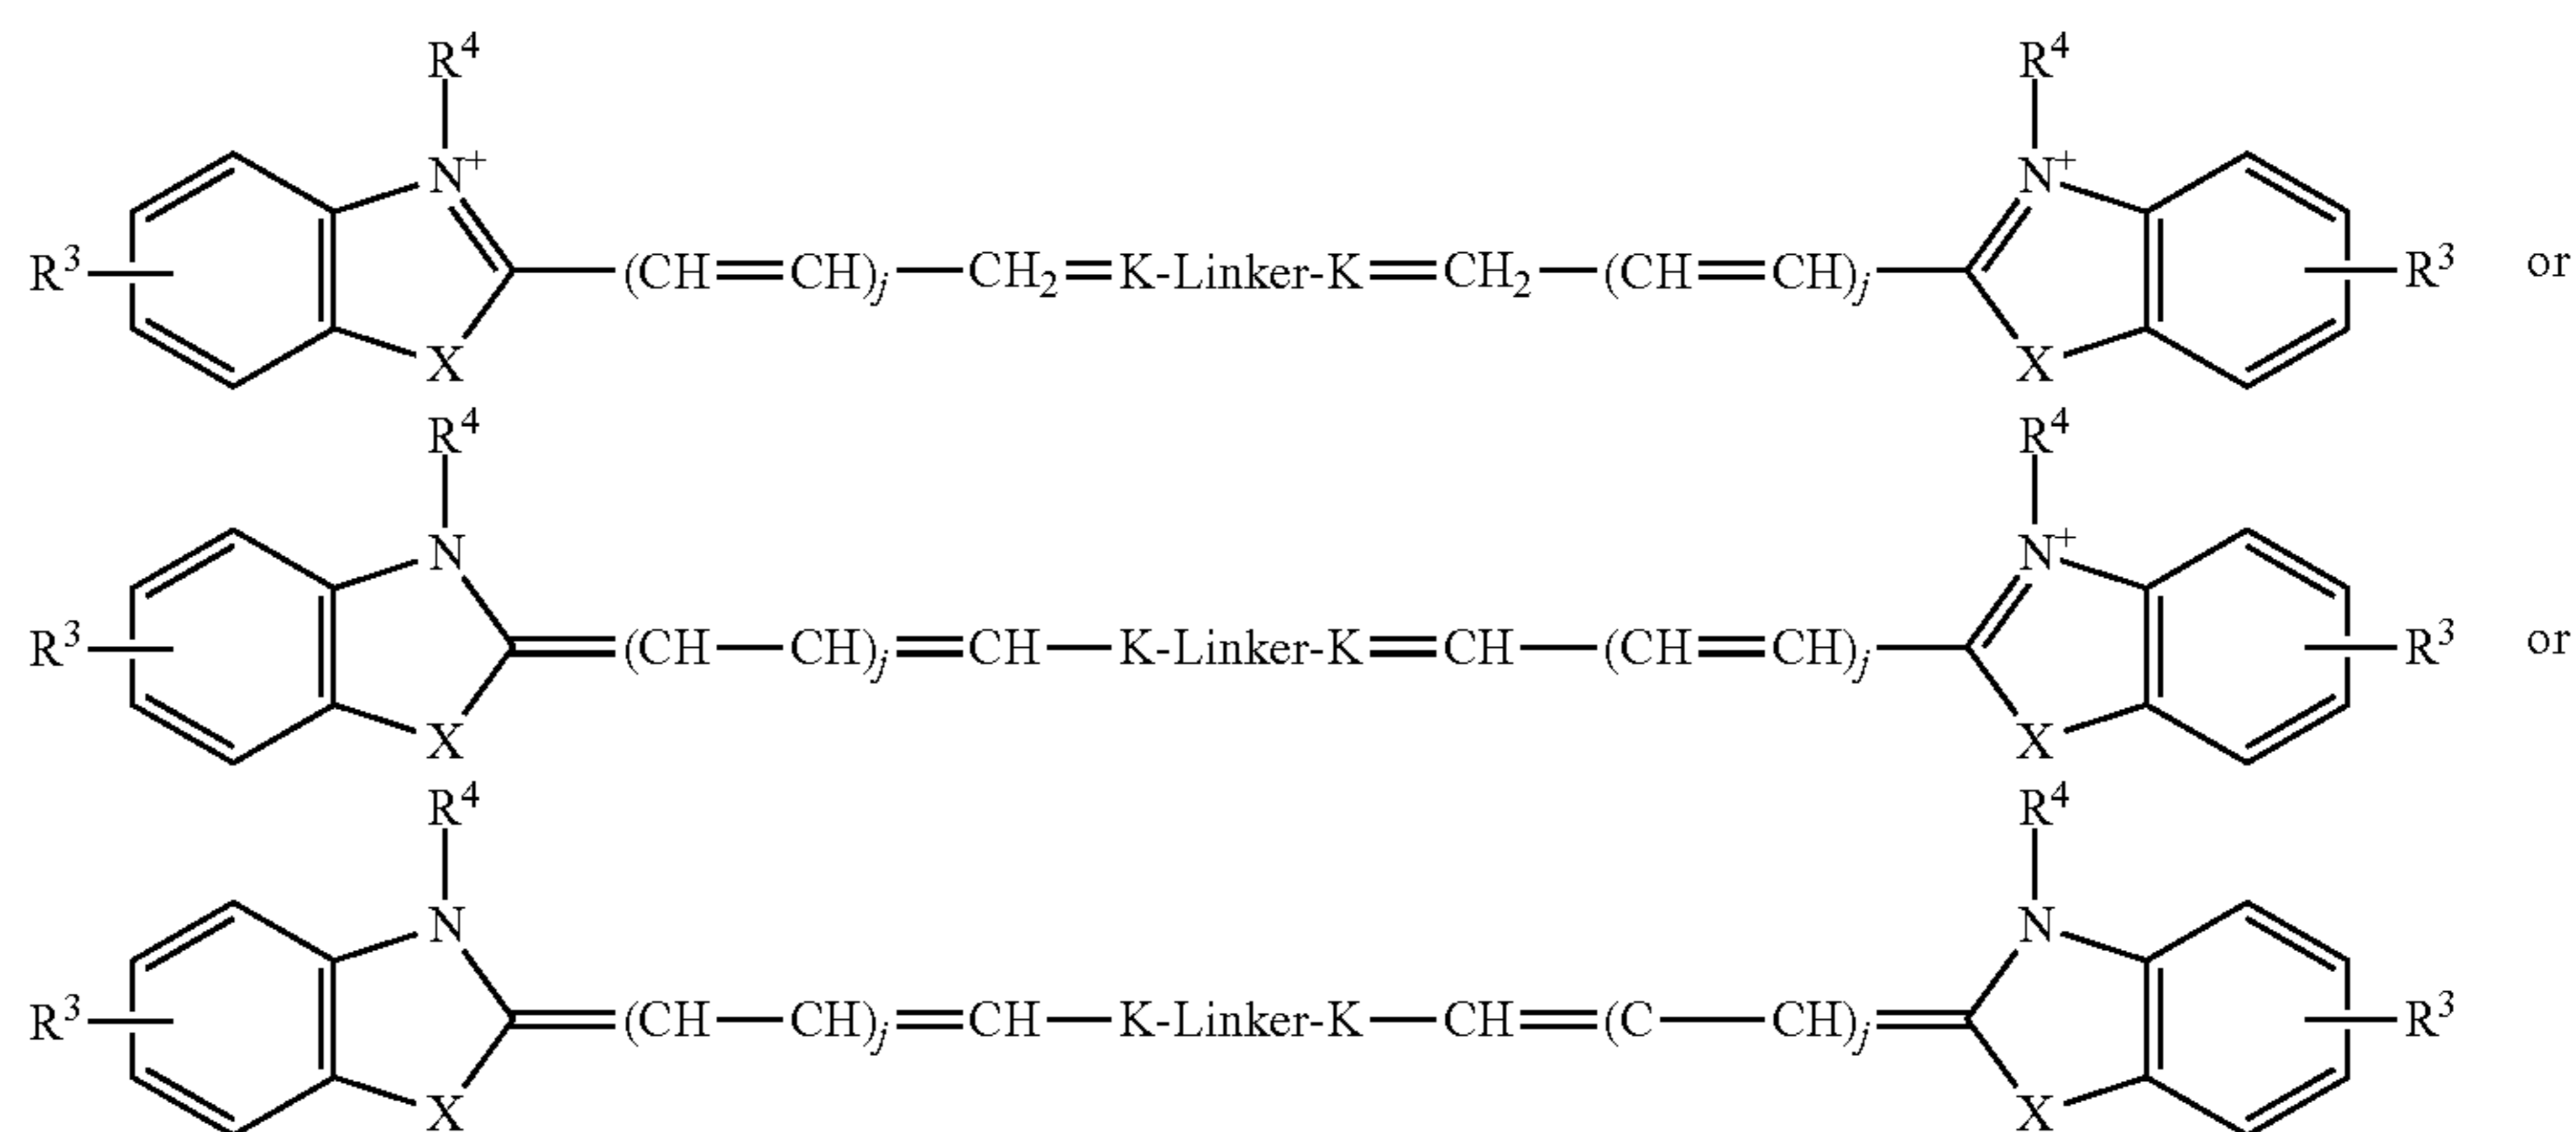 R⁴ R⁴
N⁺ N⁺
R³ (CH CH)ⱼ CH₂ K-Linker-K CH₂ (CH CH)ⱼ R³ or
X X
R⁴ R⁴
N N⁺
R³ (CH CH)ⱼ CH K-Linker-K CH (CH CH)ⱼ R³ or
X X
R⁴ R⁴
N N
R³ (CH CH)ⱼ CH K-Linker-K CH (C CH)ⱼ R³
X X